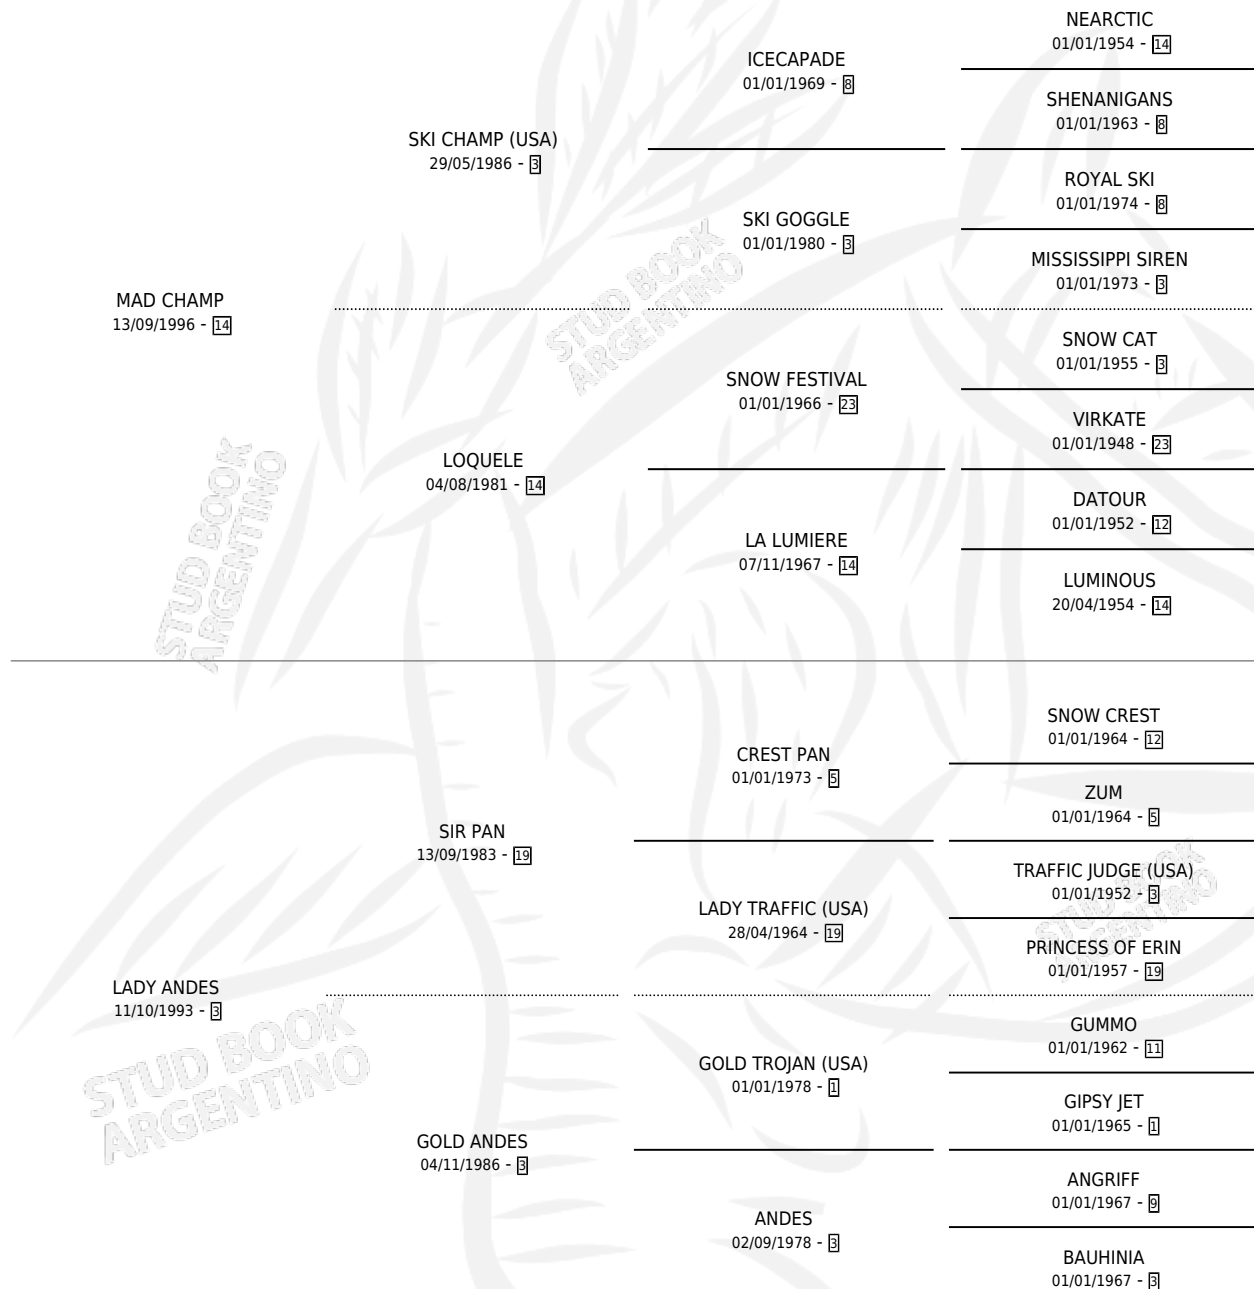 NEARCTIC
01/01/1954 - 14
ICECAPADE
01/01/1969 - 8
SHENANIGANS
01/01/1963 - 8
SKI CHAMP (USA)
29/05/1986 - 3
ROYAL SKI
01/01/1974 - 8
SKI GOGGLE
01/01/1980 - 3
MISSISSIPPI SIREN
01/01/1973 - 3
MAD CHAMP
13/09/1996 - 14
STUD BOOK
ARGENTINO
SNOW CAT
01/01/1955 - 3
SNOW FESTIVAL
01/01/1966 - 23
VIRKATE
01/01/1948 - 23
LOQUELE
04/08/1981 - 14
DATOUR
01/01/1952 - 12
LA LUMIERE
07/11/1967 - 14
LUMINOUS
20/04/1954 - 14
STUD BOOK
ARGENTINO
SNOW CREST
01/01/1964 - 12
CREST PAN
01/01/1973 - 5
ZUM
01/01/1964 - 5
SIR PAN
13/09/1983 - 19
TRAFFIC JUDGE (USA)
01/01/1952 - 3
LADY TRAFFIC (USA)
28/04/1964 - 19
STUD BOOK
ARGENTINO
PRINCESS OF ERIN
01/01/1957 - 19
LADY ANDES
11/10/1993 - 3
GUMMO
01/01/1962 - 11
GOLD TROJAN (USA)
01/01/1978 - 1
STUD BOOK
ARGENTINO
GIPSY JET
01/01/1965 - 1
GOLD ANDES
04/11/1986 - 3
ANGRIFF
01/01/1967 - 9
ANDES
02/09/1978 - 3
BAUHINIA
01/01/1967 - 3